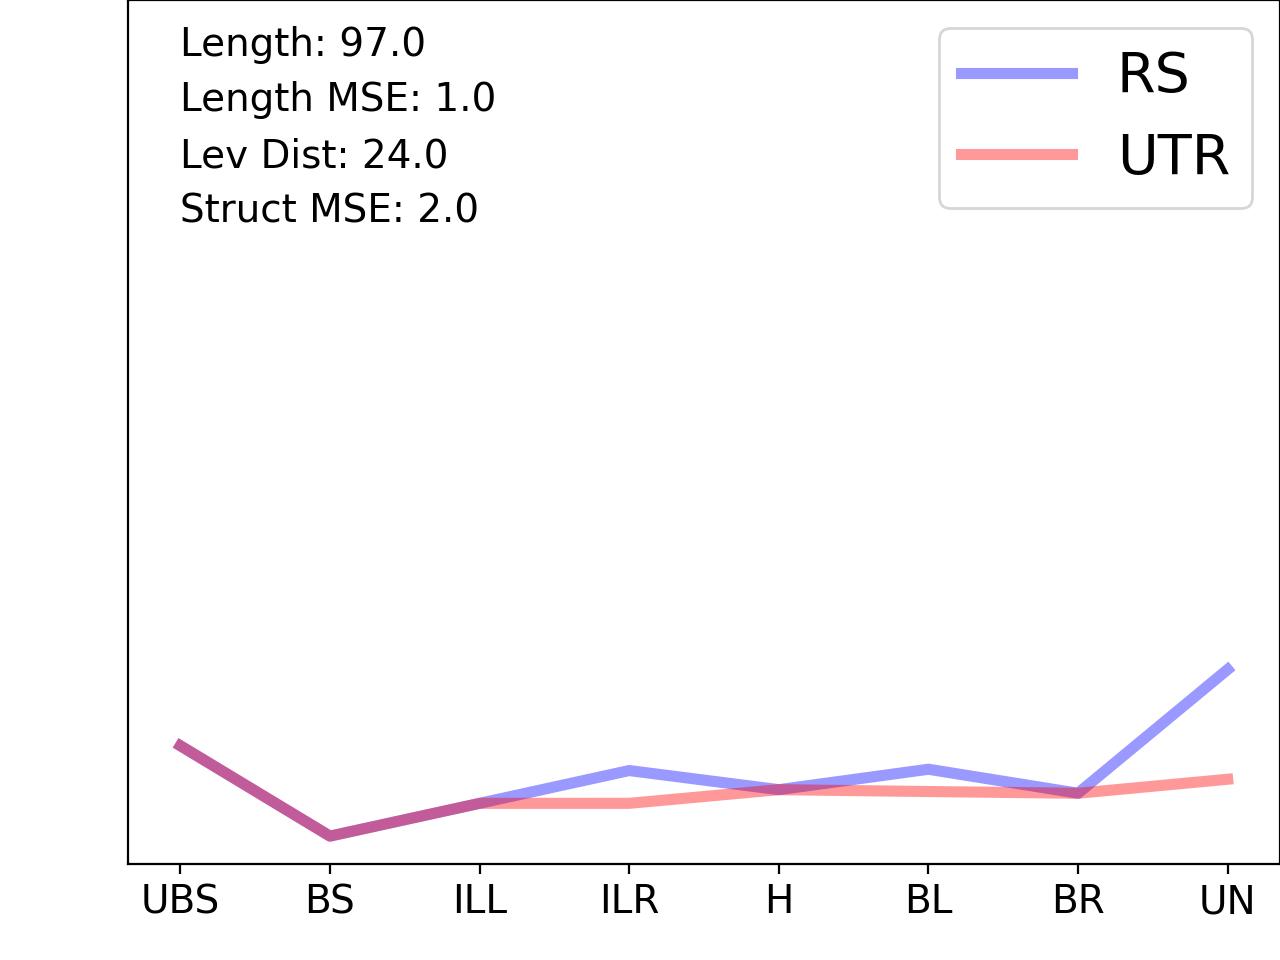 Length: 97.0
Length MSE: 1.0
Lev Dist: 24.0
Struct MSE: 2.0
RS
UTR
UBS BS ILL ILR H BL BR UN